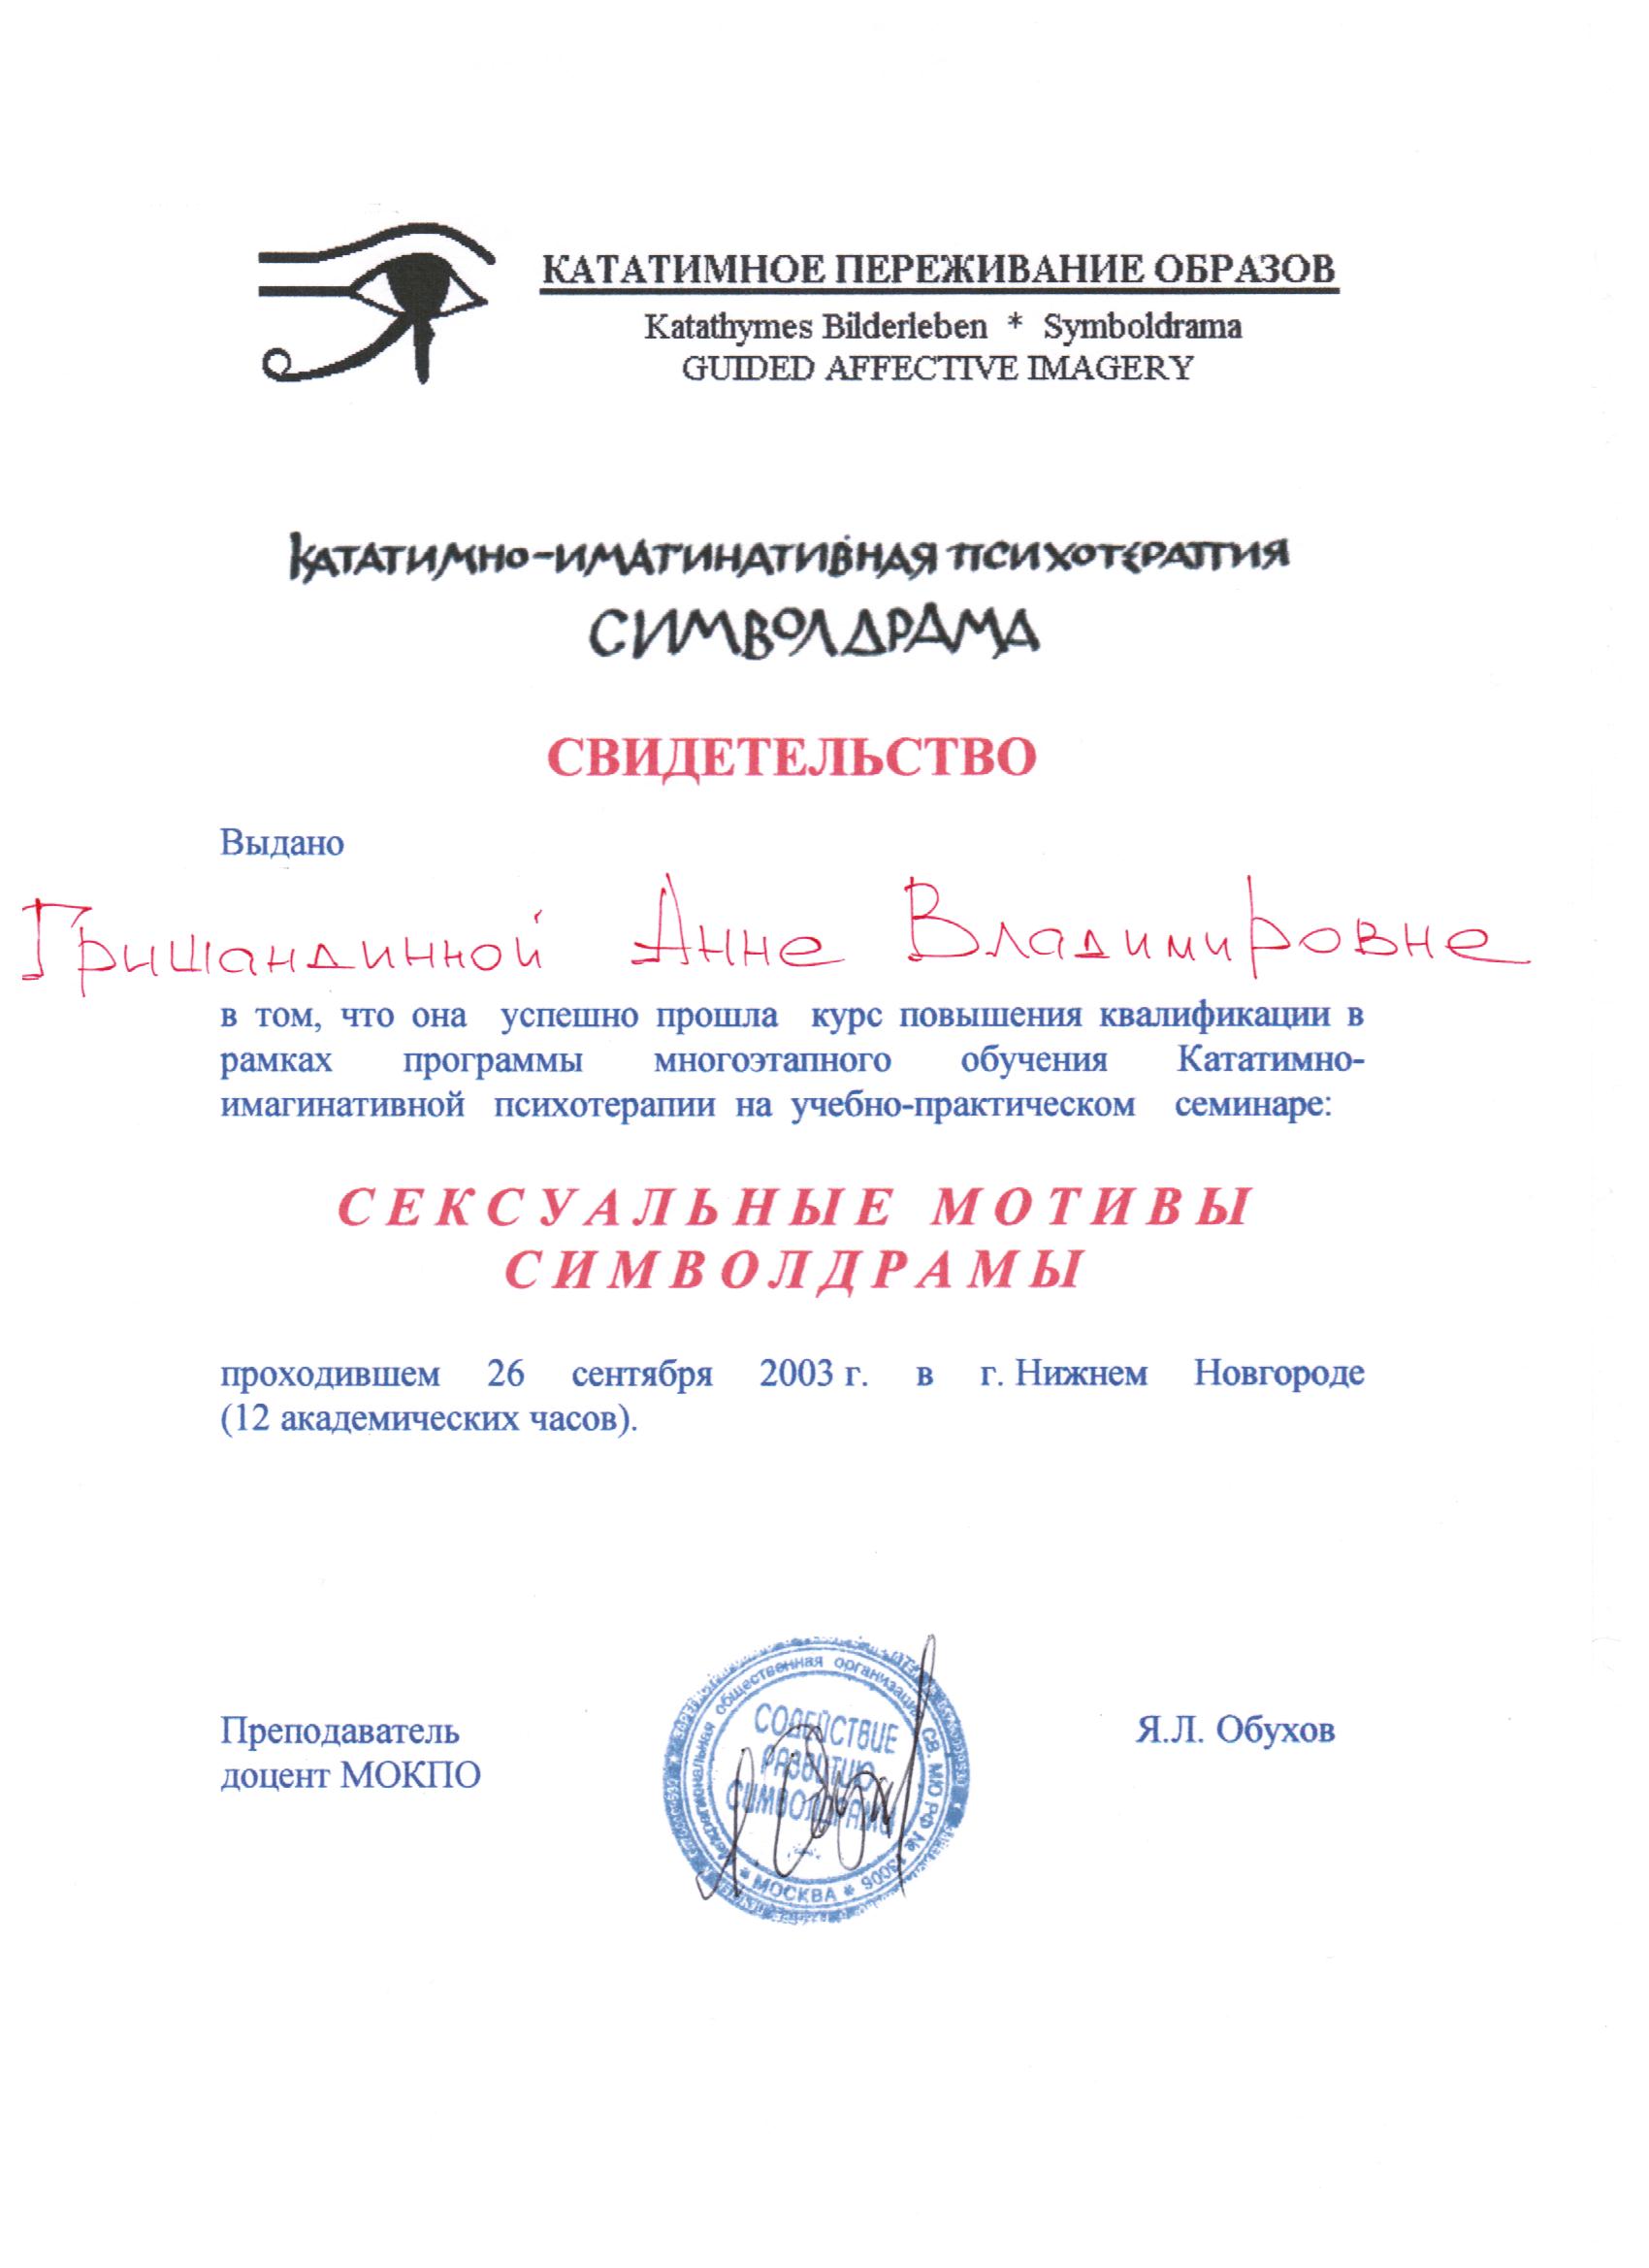 КАТАТИМНОЕ ПЕРЕЖИВАНИЕ ОБРАЗОВ
Katathymes Bilderleben * Symboldrama
GUIDED AFFECTIVE IMAGERY
КАТАТИМНО-ИМАГИНАТИВНАЯ ПСИХОТЕРАПИЯ
СИМВОЛДРАМА
СВИДЕТЕЛЬСТВО
Выдано
Гришандинной Анне Владимировне
в том, что она успешно прошла курс повышения квалификации в
рамках программы многоэтапного обучения Кататимно-
имагинативной психотерапии на учебно-практическом семинаре:
СЕКСУАЛЬНЫЕ МОТИВЫ
СИМВОЛДРАМЫ
проходившем 26 сентября 2003 г. в г. Нижнем Новгороде
(12 академических часов).
Преподаватель
доцент МОКПО
Межрегиональная общественная организация СВ. МЮ РФ № 13006
* МОСКВА *
СОДЕЙСТВИЕ
РАЗВИТИЮ
СИМВОЛДРАМЫ
Я.Л. Обухов